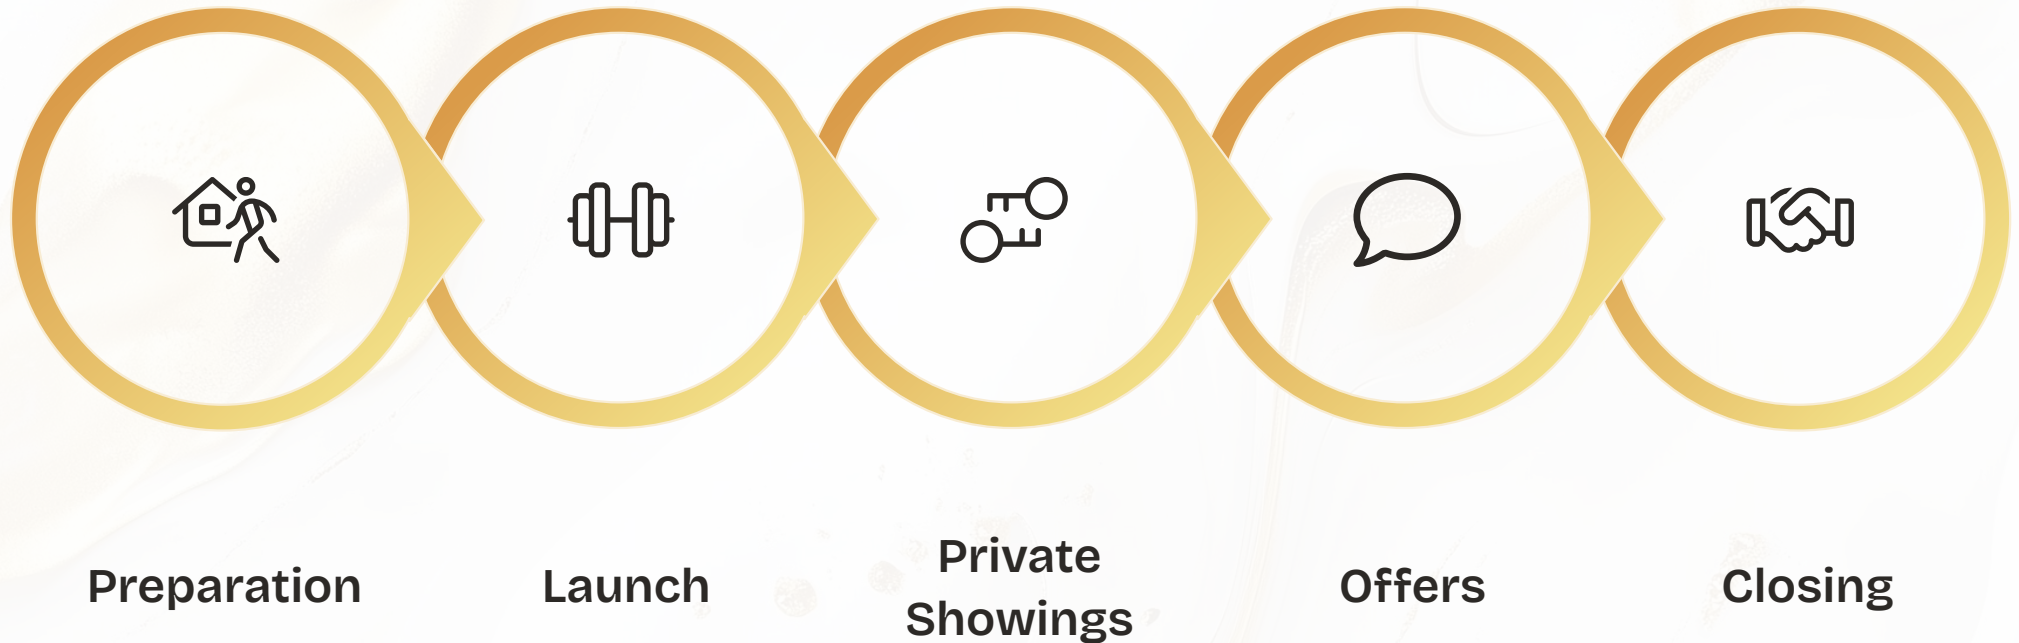 Preparation
Launch
Private
Showings
Offers
Closing